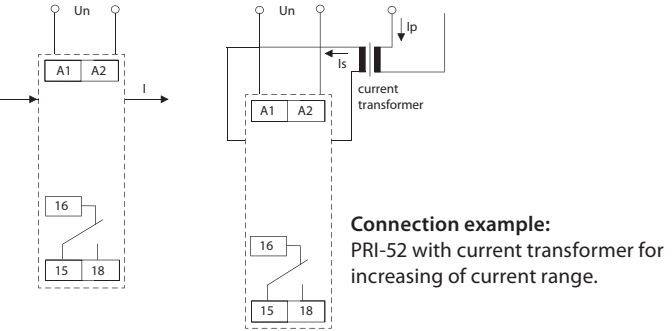 Un
A1 A2
I
16
15 18
Un
Ip
Is
current
transformer
A1 A2
16
15 18
Connection example:
PRI-52 with current transformer for
increasing of current range.